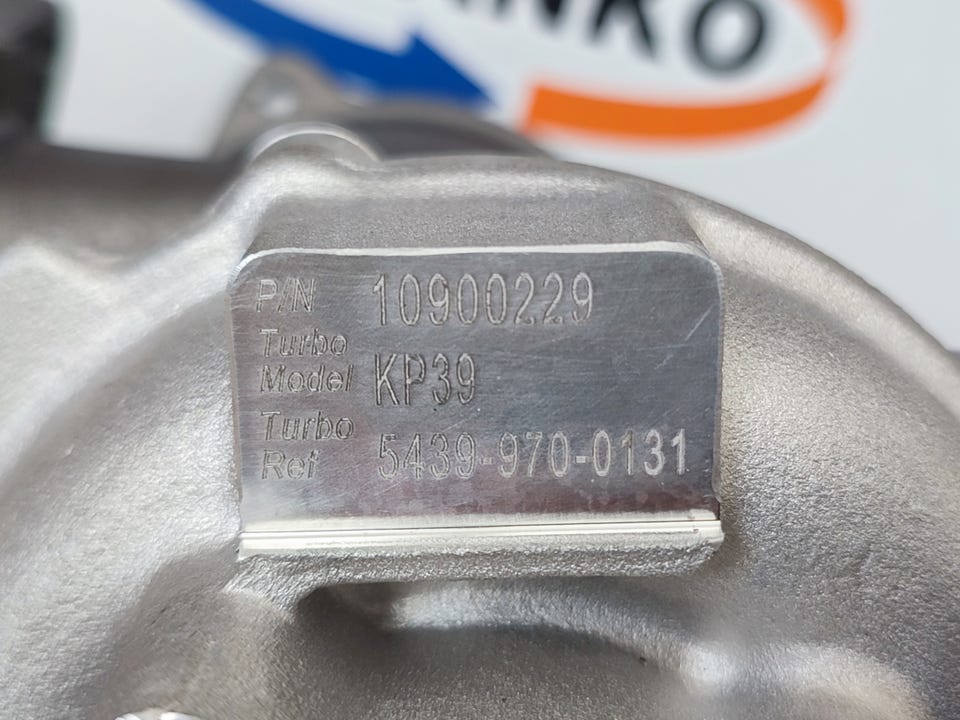 P/N 10900229
Turbo
Model KP39
Turbo
Ref 5439-970-0131